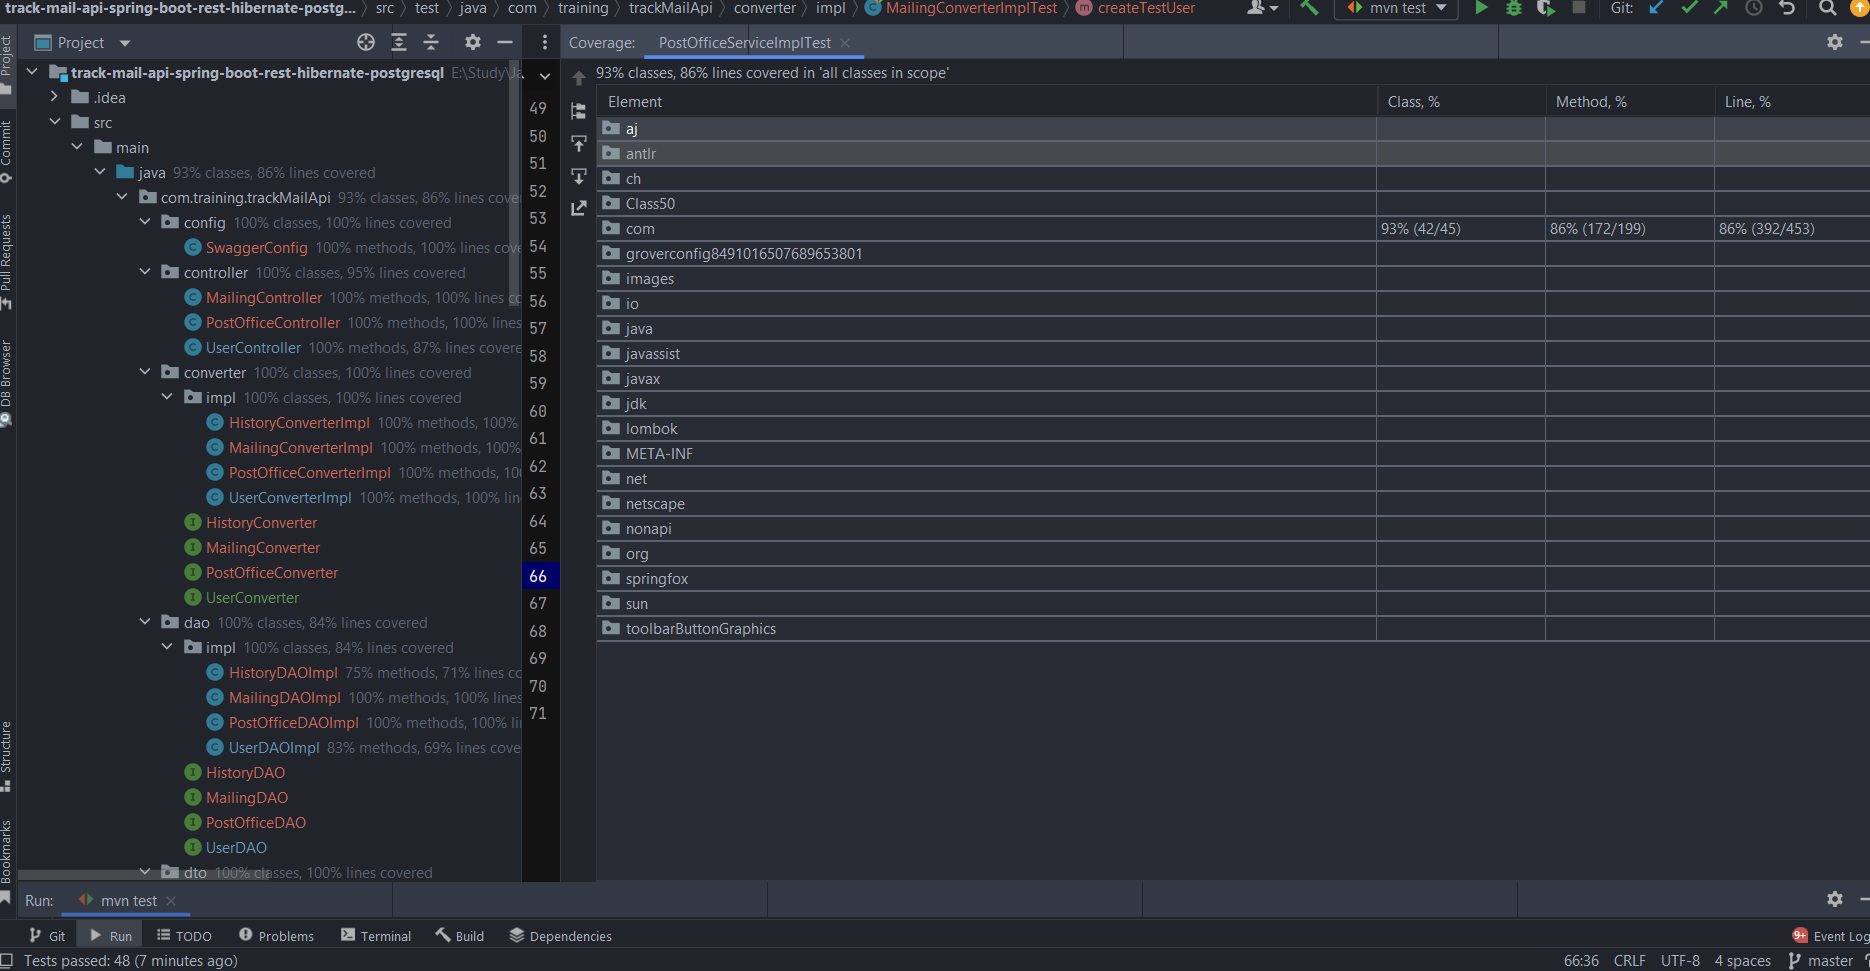 track-mail-api-spring-boot-rest-hibernate-postg... src test java com training trackMailApi converter impl MailingConverterImplTest createTestUser mvn test Git:
Project Coverage: PostOfficeServiceImplTest
track-mail-api-spring-boot-rest-hibernate-postgresql E:\Study\Ja
.idea
src
main
java 93% classes, 86% lines covered
com.training.trackMailApi 93% classes, 86% lines cove
config 100% classes, 100% lines covered
SwaggerConfig 100% methods, 100% lines cov
controller 100% classes, 95% lines covered
MailingController 100% methods, 100% lines co
PostOfficeController 100% methods, 100% lines
UserController 100% methods, 87% lines covere
converter 100% classes, 100% lines covered
impl 100% classes, 100% lines covered
HistoryConverterImpl 100% methods, 100%
MailingConverterImpl 100% methods, 100%
PostOfficeConverterImpl 100% methods, 10
UserConverterImpl 100% methods, 100% lin
HistoryConverter
MailingConverter
PostOfficeConverter
UserConverter
dao 100% classes, 84% lines covered
impl 100% classes, 84% lines covered
HistoryDAOImpl 75% methods, 71% lines co
MailingDAOImpl 100% methods, 100% lines
PostOfficeDAOImpl 100% methods, 100% li
UserDAOImpl 83% methods, 69% lines cove
HistoryDAO
MailingDAO
PostOfficeDAO
UserDAO
dto 100% classes, 100% lines covered
49
50
51
52
53
54
55
56
57
58
59
60
61
62
63
64
65
66
67
68
69
70
71
93% classes, 86% lines covered in 'all classes in scope'
Element Class, % Method, % Line, %
aj
antlr
ch
Class50
com 93% (42/45) 86% (172/199) 86% (392/453)
groverconfig8491016507689653801
images
io
java
javassist
javax
jdk
lombok
META-INF
net
netscape
nonapi
org
springfox
sun
toolbarButtonGraphics
Project
Commit
Pull Requests
DB Browser
Structure
Bookmarks
Run: mvn test
Git Run TODO Problems Terminal Build Dependencies 9+ Event Log
Tests passed: 48 (7 minutes ago) 66:36 CRLF UTF-8 4 spaces master